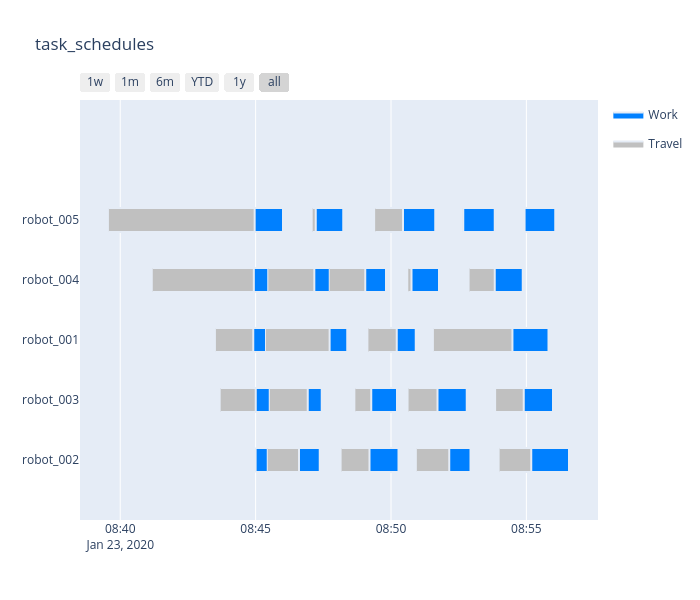 task_schedules
1w 1m 6m YTD 1y all
Work
Travel
robot_005
robot_004
robot_001
robot_003
robot_002
08:40 08:45 08:50 08:55
Jan 23, 2020